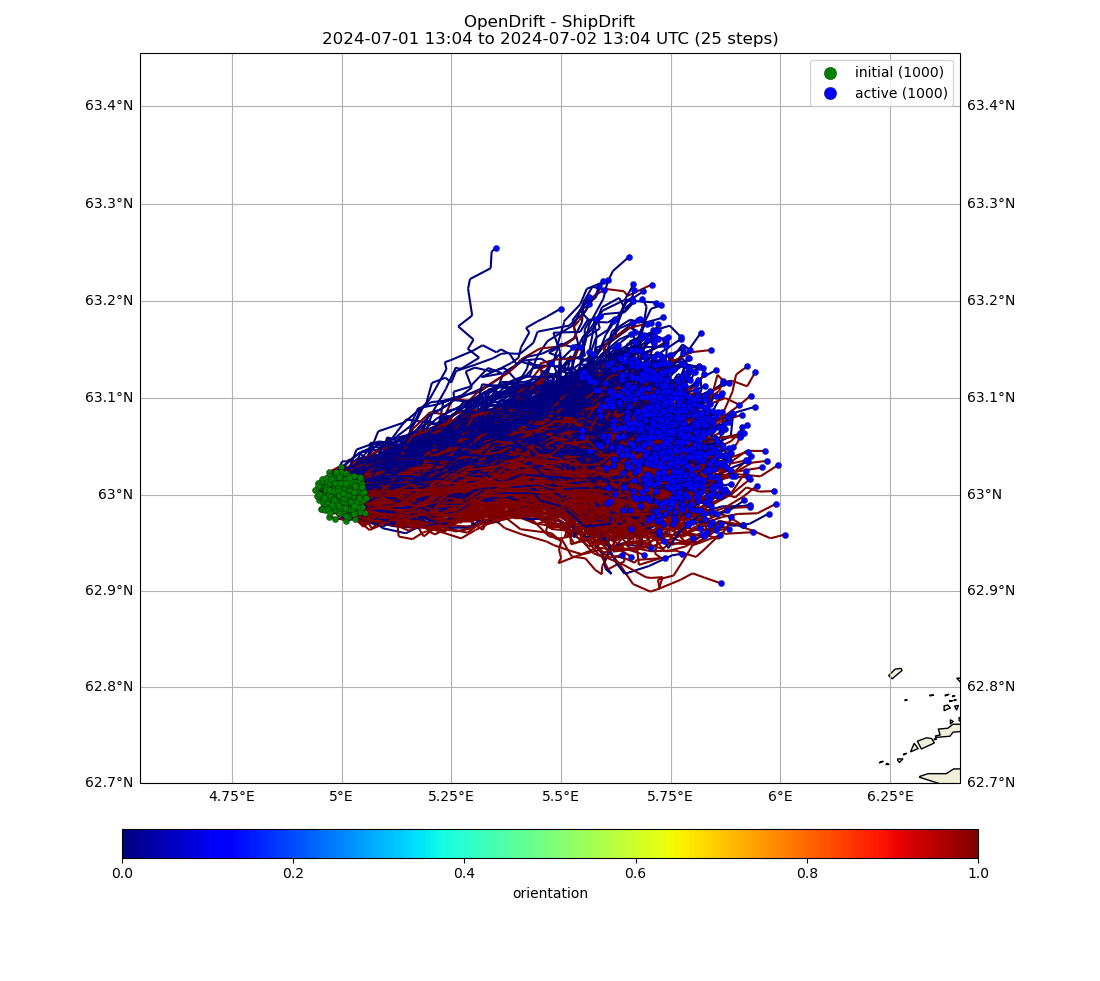 OpenDrift - ShipDrift
2024-07-01 13:04 to 2024-07-02 13:04 UTC (25 steps)
initial (1000)
active (1000)
63.4°N 63.4°N
63.3°N 63.3°N
63.2°N 63.2°N
63.1°N 63.1°N
63°N 63°N
62.9°N 62.9°N
62.8°N 62.8°N
62.7°N 62.7°N
4.75°E 5°E 5.25°E 5.5°E 5.75°E 6°E 6.25°E
0.0 0.2 0.4 0.6 0.8 1.0
orientation